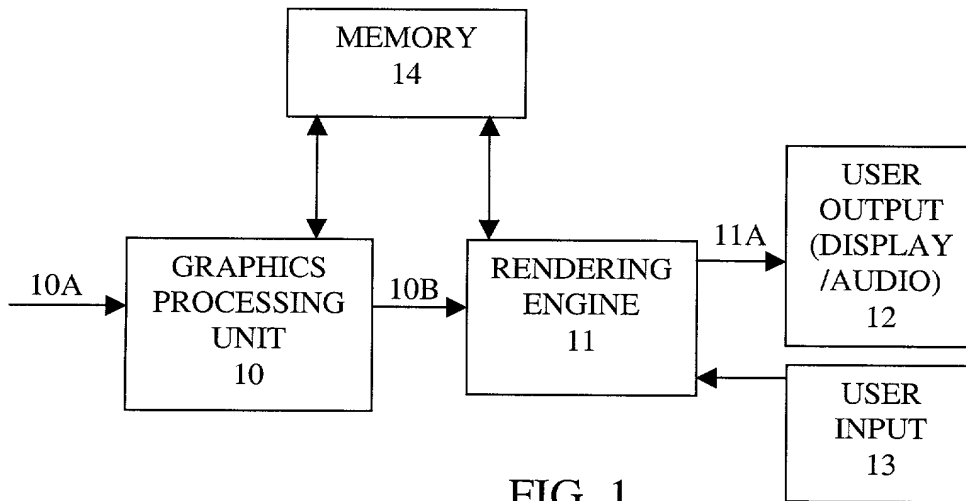 MEMORY
14
10A
GRAPHICS
PROCESSING
UNIT
10
10B
RENDERING
ENGINE
11
11A
USER
OUTPUT
(DISPLAY
/AUDIO)
12
USER
INPUT
13
FIG. 1